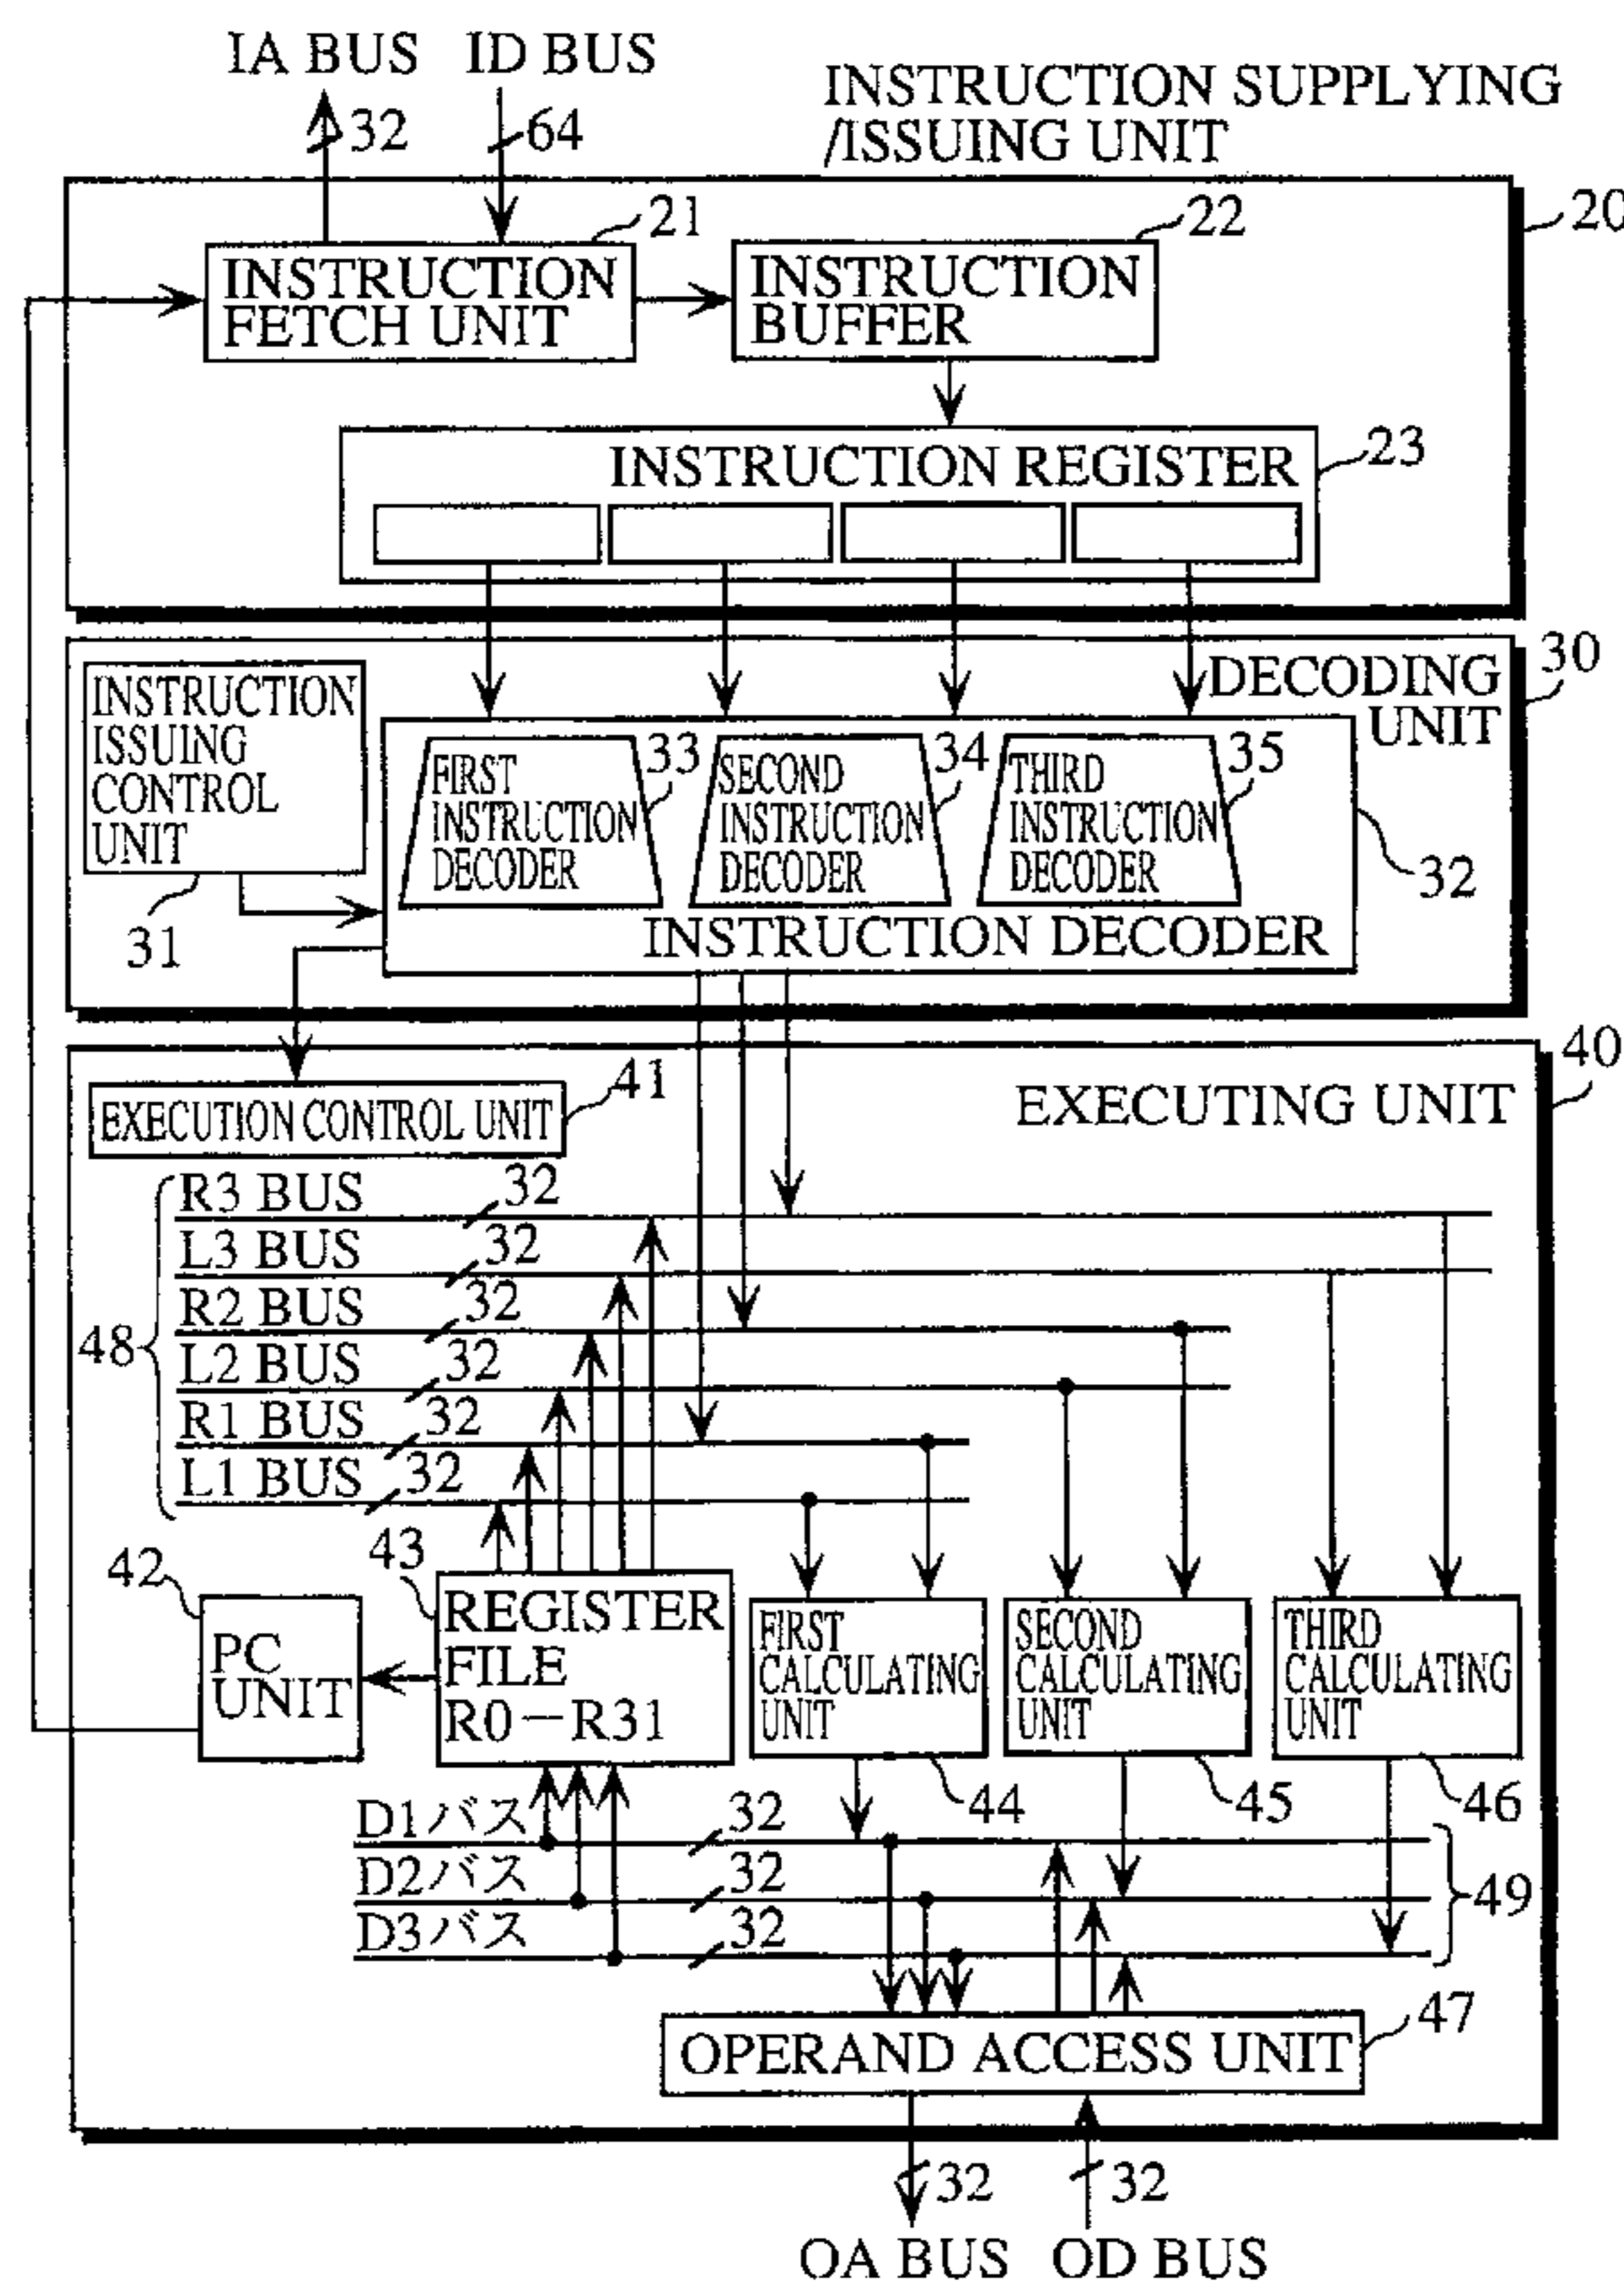 IA BUS
ID BUS
32
64
INSTRUCTION SUPPLYING
/ISSUING UNIT
20
21
INSTRUCTION
FETCH UNIT
22
INSTRUCTION
BUFFER
INSTRUCTION REGISTER
23
30
DECODING
UNIT
INSTRUCTION
ISSUING
CONTROL
UNIT
31
FIRST
INSTRUCTION
DECODER
33
SECOND
INSTRUCTION
DECODER
34
THIRD
INSTRUCTION
DECODER
35
32
INSTRUCTION DECODER
40
EXECUTING UNIT
41
EXECUTION CONTROL UNIT
48
R3 BUS
32
L3 BUS
32
R2 BUS
32
L2 BUS
32
R1 BUS
32
L1 BUS
32
42
PC
UNIT
43
REGISTER
FILE
R0－R31
FIRST
CALCULATING
UNIT
44
SECOND
CALCULATING
UNIT
45
THIRD
CALCULATING
UNIT
46
D1バス
32
D2バス
32
D3バス
32
49
OPERAND ACCESS UNIT
47
32
32
OA BUS
OD BUS